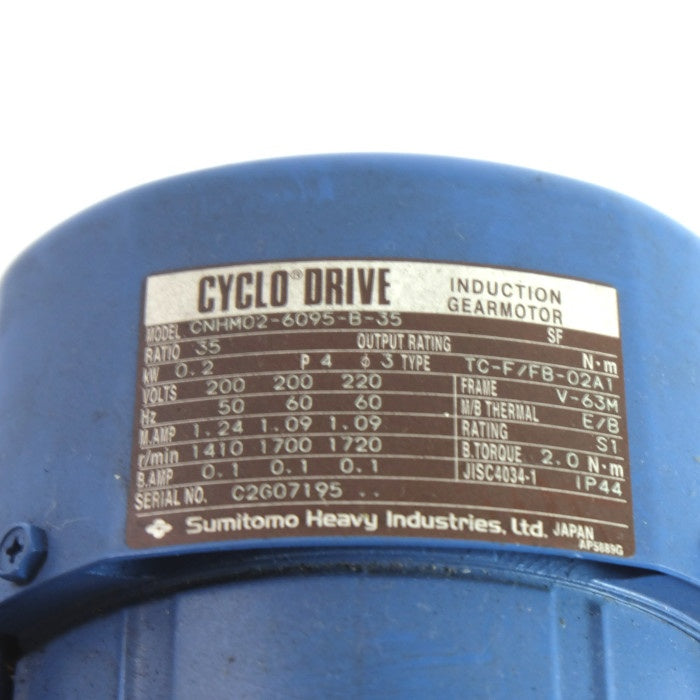 CYCLO® DRIVE INDUCTION GEARMOTOR
MODEL CNHM02-6095-B-35 SF
RATIO 35 OUTPUT RATING N·m
kW 0.2 P 4 φ 3 TYPE TC-F/FB-02A1
VOLTS 200 200 220 FRAME V-63M
Hz 50 60 60 M/B THERMAL E/B
M.AMP 1.24 1.09 1.09 RATING S1
r/min 1410 1700 1720 B.TORQUE 2.0 N·m
B.AMP 0.1 0.1 0.1 JISC4034-1 IP44
SERIAL NO. C2G07195 ..
Sumitomo Heavy Industries, Ltd. JAPAN
AP5889G